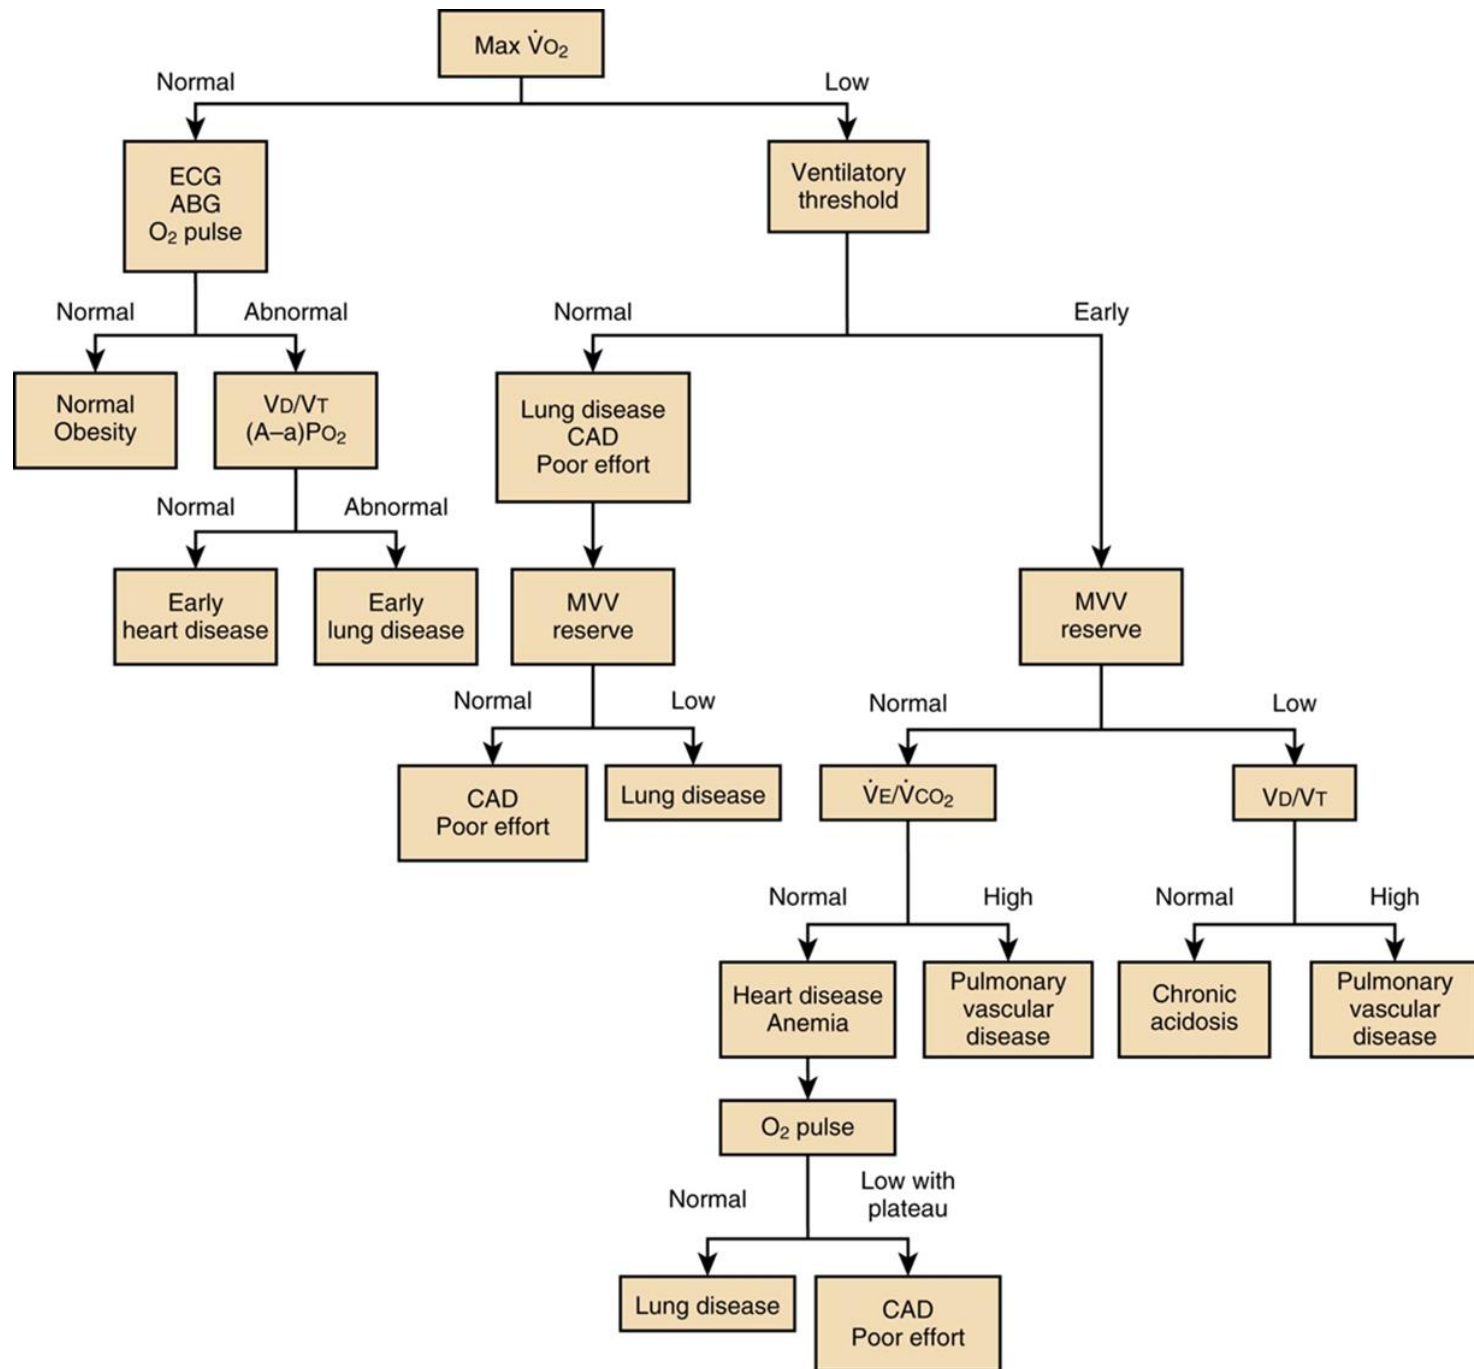 Max V̇O₂
Normal
Low
ECG
ABG
O₂ pulse
Ventilatory
threshold
Normal
Abnormal
Normal
Early
Normal
Obesity
VD/VT
(A–a)PO₂
Lung disease
CAD
Poor effort
Normal
Abnormal
Early
heart disease
Early
lung disease
MVV
reserve
MVV
reserve
Normal
Low
Normal
Low
CAD
Poor effort
Lung disease
V̇E/V̇CO₂
VD/VT
Normal
High
Normal
High
Heart disease
Anemia
Pulmonary
vascular
disease
Chronic
acidosis
Pulmonary
vascular
disease
O₂ pulse
Normal
Low with
plateau
Lung disease
CAD
Poor effort